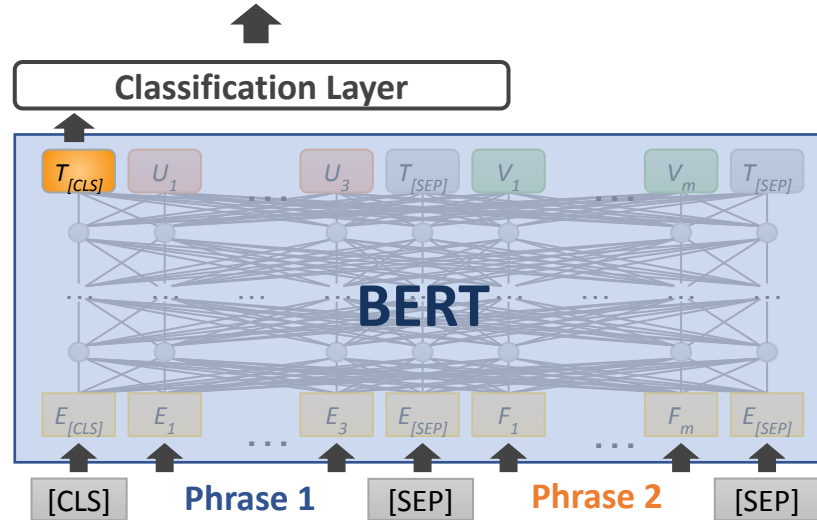 Classification Layer
T[CLS] U1 ... U3 T[SEP] V1 ... Vm T[SEP]
... ... ... ... ... ... ... ... ...
BERT
E[CLS] E1 ... E3 E[SEP] F1 ... Fm E[SEP]
[CLS] Phrase 1 [SEP] Phrase 2 [SEP]